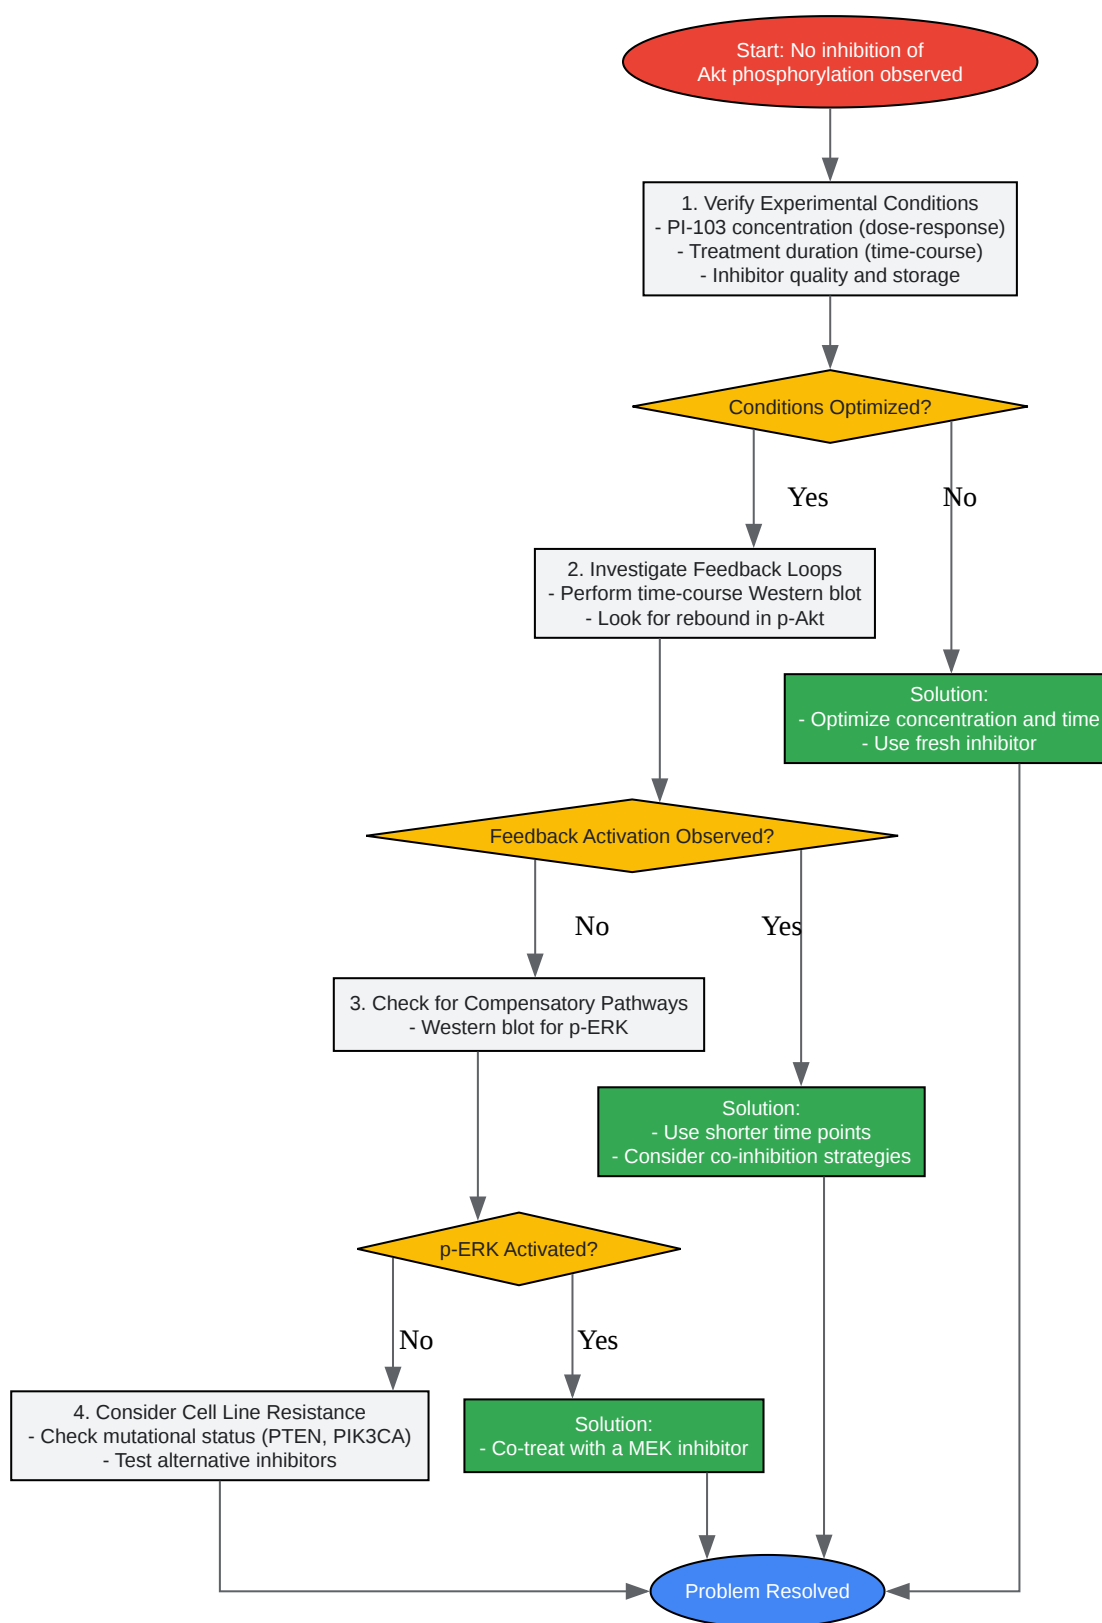 Start: No inhibition of
Akt phosphorylation observed
1. Verify Experimental Conditions
- PI-103 concentration (dose-response)
- Treatment duration (time-course)
- Inhibitor quality and storage
Conditions Optimized?
Yes
No
2. Investigate Feedback Loops
- Perform time-course Western blot
- Look for rebound in p-Akt
Solution:
- Optimize concentration and time
- Use fresh inhibitor
Feedback Activation Observed?
No
Yes
3. Check for Compensatory Pathways
- Western blot for p-ERK
Solution:
- Use shorter time points
- Consider co-inhibition strategies
p-ERK Activated?
No
Yes
4. Consider Cell Line Resistance
- Check mutational status (PTEN, PIK3CA)
- Test alternative inhibitors
Solution:
- Co-treat with a MEK inhibitor
Problem Resolved